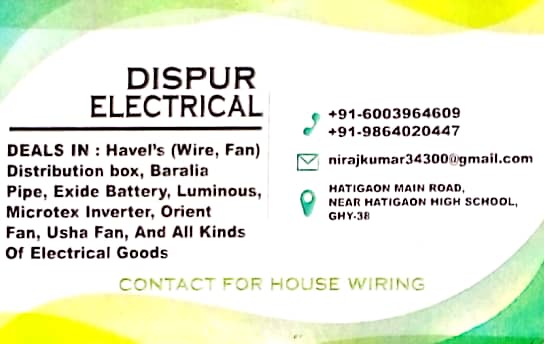 DISPUR
ELECTRICAL
DEALS IN : Havel's (Wire, Fan)
Distribution box, Baralia
Pipe, Exide Battery, Luminous,
Microtex Inverter, Orient
Fan, Usha Fan, And All Kinds
Of Electrical Goods
+91-6003964609
+91-9864020447
nirajkumar34300@gmail.com
HATIGAON MAIN ROAD,
NEAR HATIGAON HIGH SCHOOL,
GHY-38
CONTACT FOR HOUSE WIRING